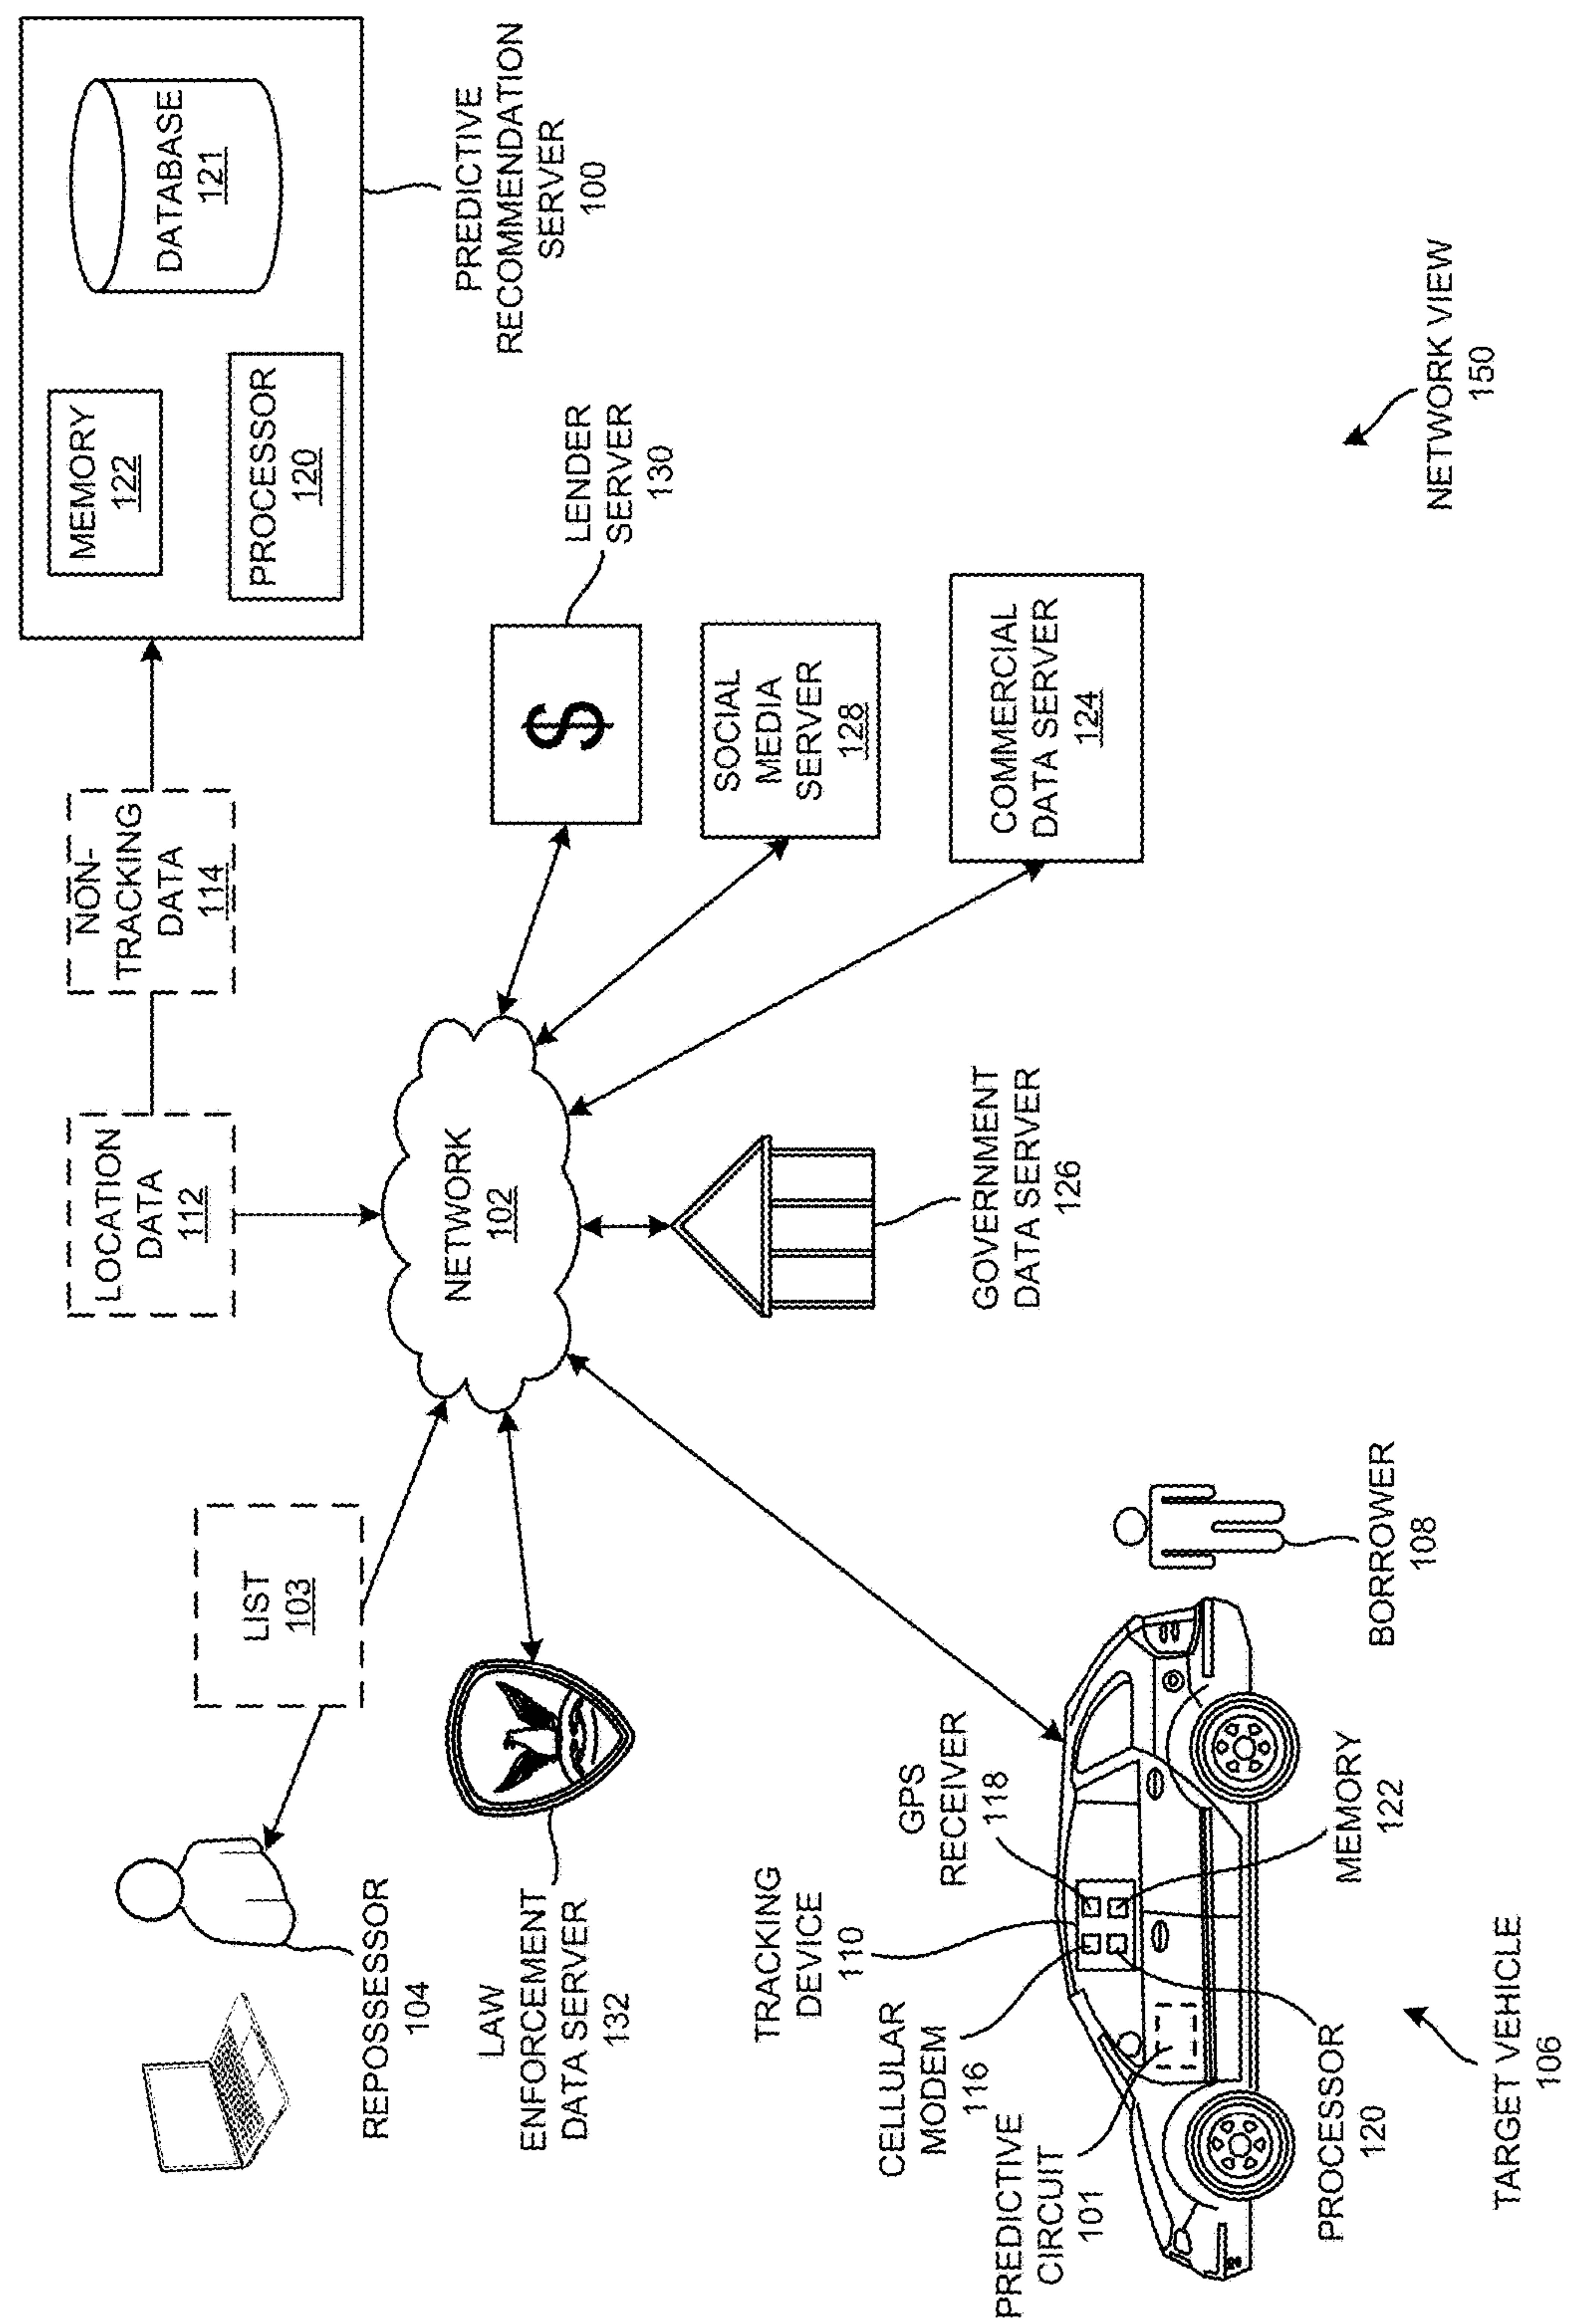 REPOSSESSOR
104
LIST
103
LOCATION
DATA
112
NON-
TRACKING
DATA
114
MEMORY
122
DATABASE
121
PROCESSOR
120
PREDICTIVE
RECOMMENDATION
SERVER
100
LAW
ENFORCEMENT
DATA SERVER
132
NETWORK
102
$
LENDER
SERVER
130
SOCIAL
MEDIA
SERVER
128
COMMERCIAL
DATA SERVER
124
GOVERNMENT
DATA SERVER
126
TRACKING
DEVICE
110
GPS
RECEIVER
118
CELLULAR
MODEM
116
PREDICTIVE
CIRCUIT
101
PROCESSOR
120
MEMORY
122
BORROWER
108
TARGET VEHICLE
106
NETWORK VIEW
150